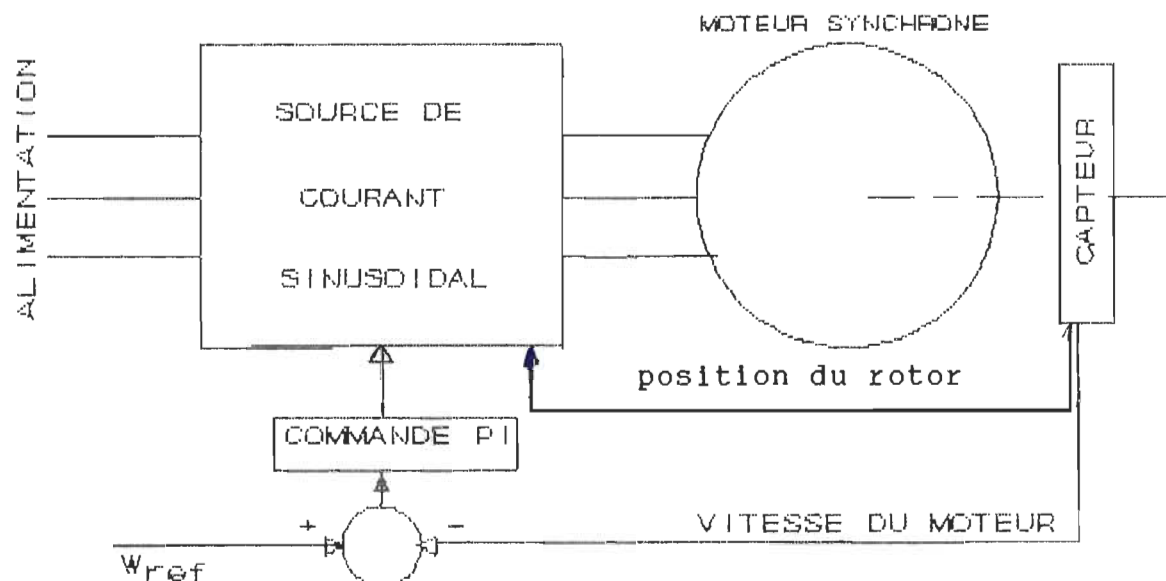 MOTEUR SYNCHRONE
ALIMENTATION
SOURCE DE
COURANT
SINUSOIDAL
CAPTEUR
position du rotor
COMMANDE PI
+
-
VITESSE DU MOTEUR
Wref